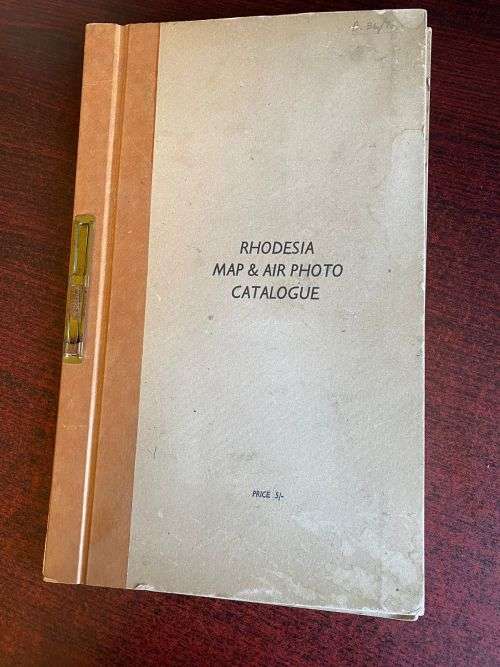 RHODESIA
MAP & AIR PHOTO
CATALOGUE
PRICE 5/-